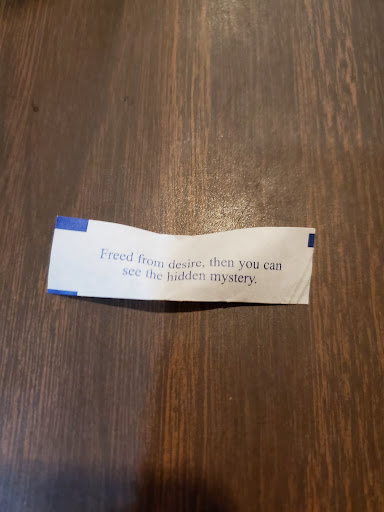 Freed from desire, then you can
see the hidden mystery.